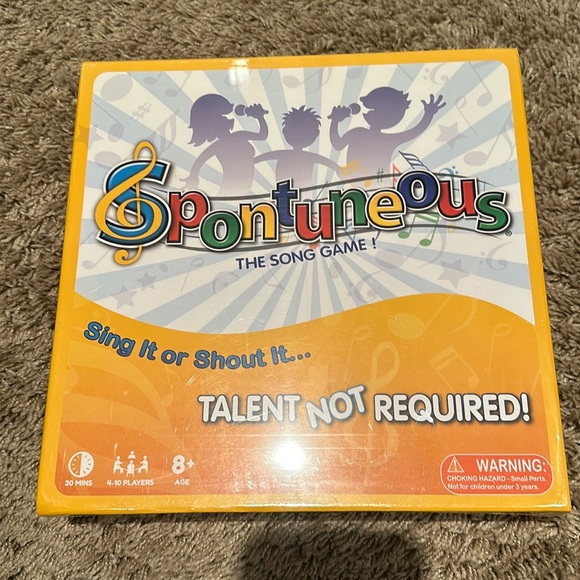 Spontuneous®
THE SONG GAME!
Sing It or Shout It...
TALENT NOT REQUIRED!
30 MINS
4-10 PLAYERS
8+
AGE
WARNING:
CHOKING HAZARD - Small Parts.
Not for children under 3 years.